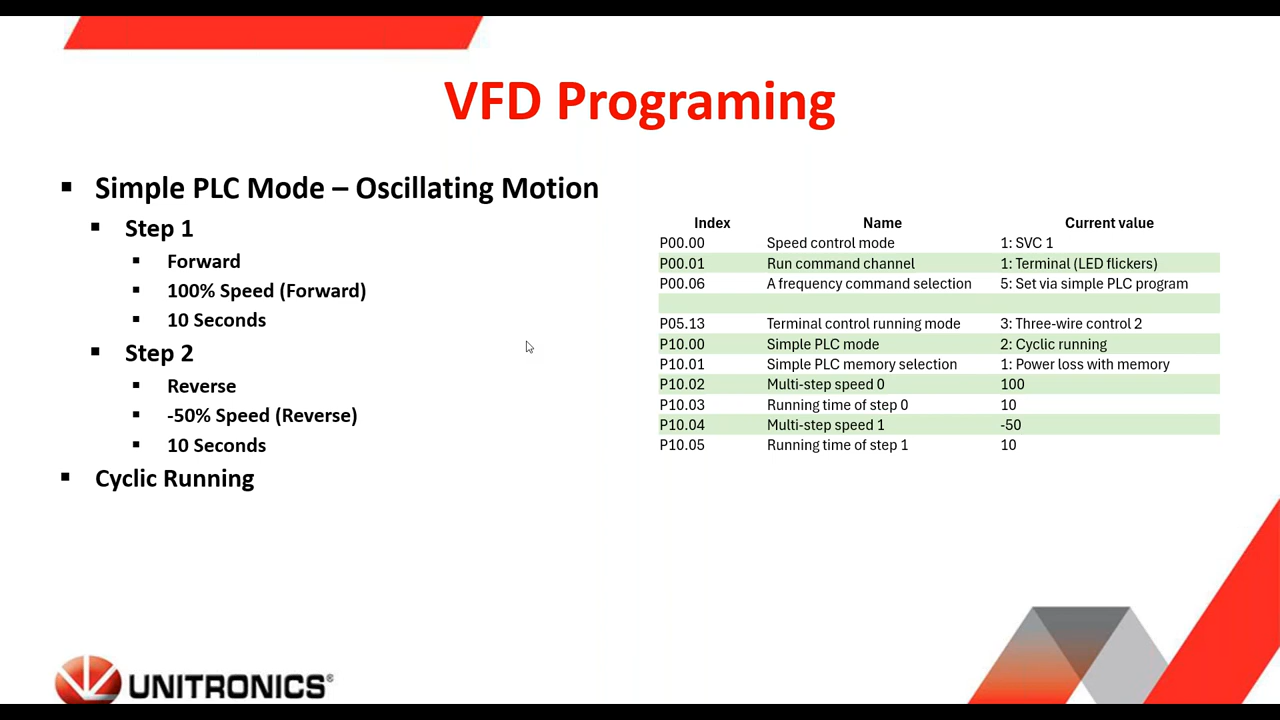 VFD Programing
▪ Simple PLC Mode – Oscillating Motion
▪ Step 1
▪ Forward
▪ 100% Speed (Forward)
▪ 10 Seconds
▪ Step 2
▪ Reverse
▪ -50% Speed (Reverse)
▪ 10 Seconds
▪ Cyclic Running
Index Name Current value
P00.00 Speed control mode 1: SVC 1
P00.01 Run command channel 1: Terminal (LED flickers)
P00.06 A frequency command selection 5: Set via simple PLC program
P05.13 Terminal control running mode 3: Three-wire control 2
P10.00 Simple PLC mode 2: Cyclic running
P10.01 Simple PLC memory selection 1: Power loss with memory
P10.02 Multi-step speed 0 100
P10.03 Running time of step 0 10
P10.04 Multi-step speed 1 -50
P10.05 Running time of step 1 10
UNITRONICS®